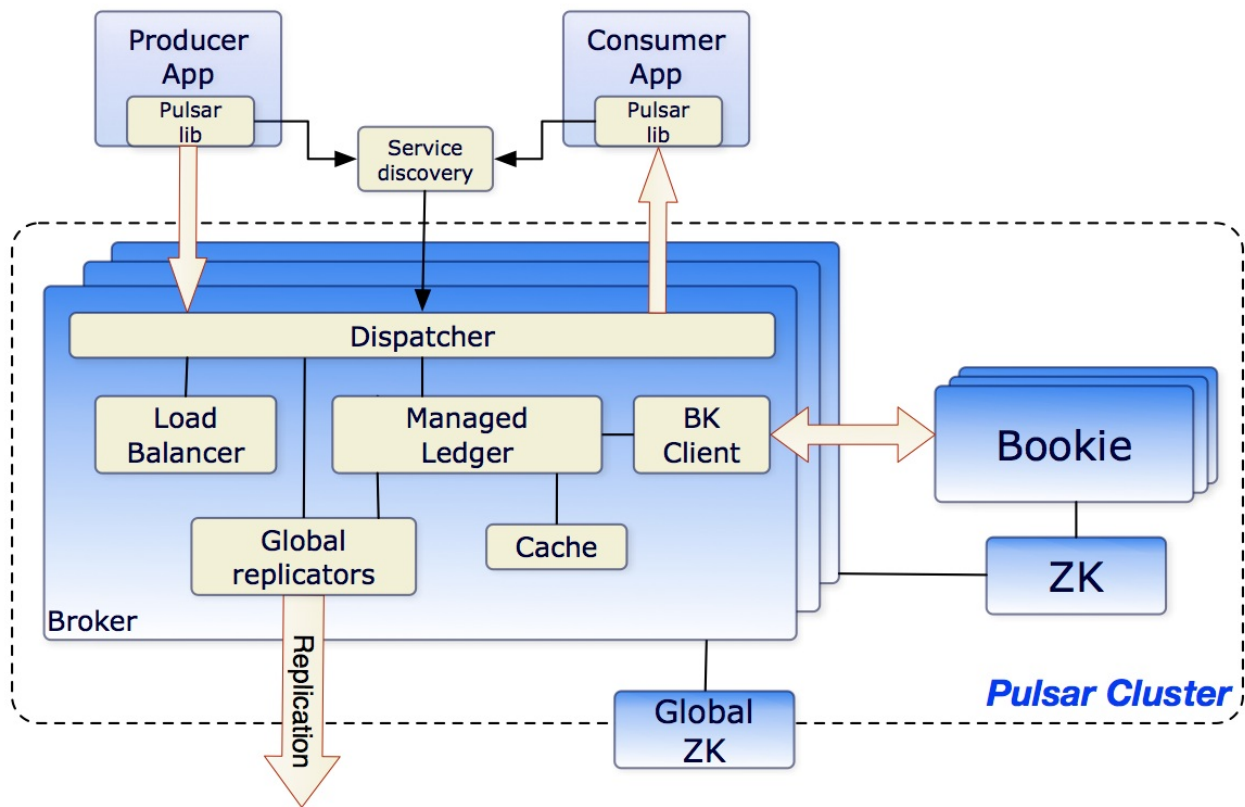 Producer
App
Pulsar
lib
Consumer
App
Pulsar
lib
Service
discovery
Dispatcher
Load
Balancer
Managed
Ledger
BK
Client
Bookie
Global
replicators
Cache
ZK
Broker
Replication
Pulsar Cluster
Global
ZK